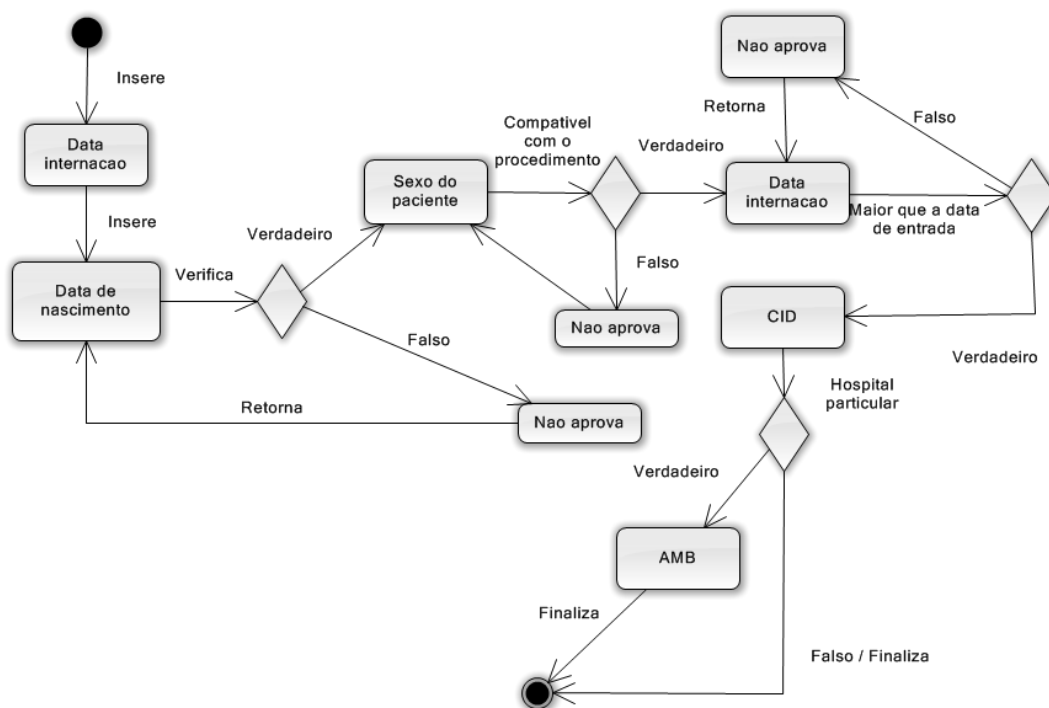 Insere
Data
internacao
Insere
Data de
nascimento
Verifica
Verdadeiro
Falso
Nao aprova
Retorna
Sexo do
paciente
Compativel
com o
procedimento
Falso
Nao aprova
Verdadeiro
Data
internacao
Maior que a data
de entrada
Falso
Nao aprova
Retorna
Verdadeiro
CID
Hospital
particular
Verdadeiro
AMB
Finaliza
Falso / Finaliza